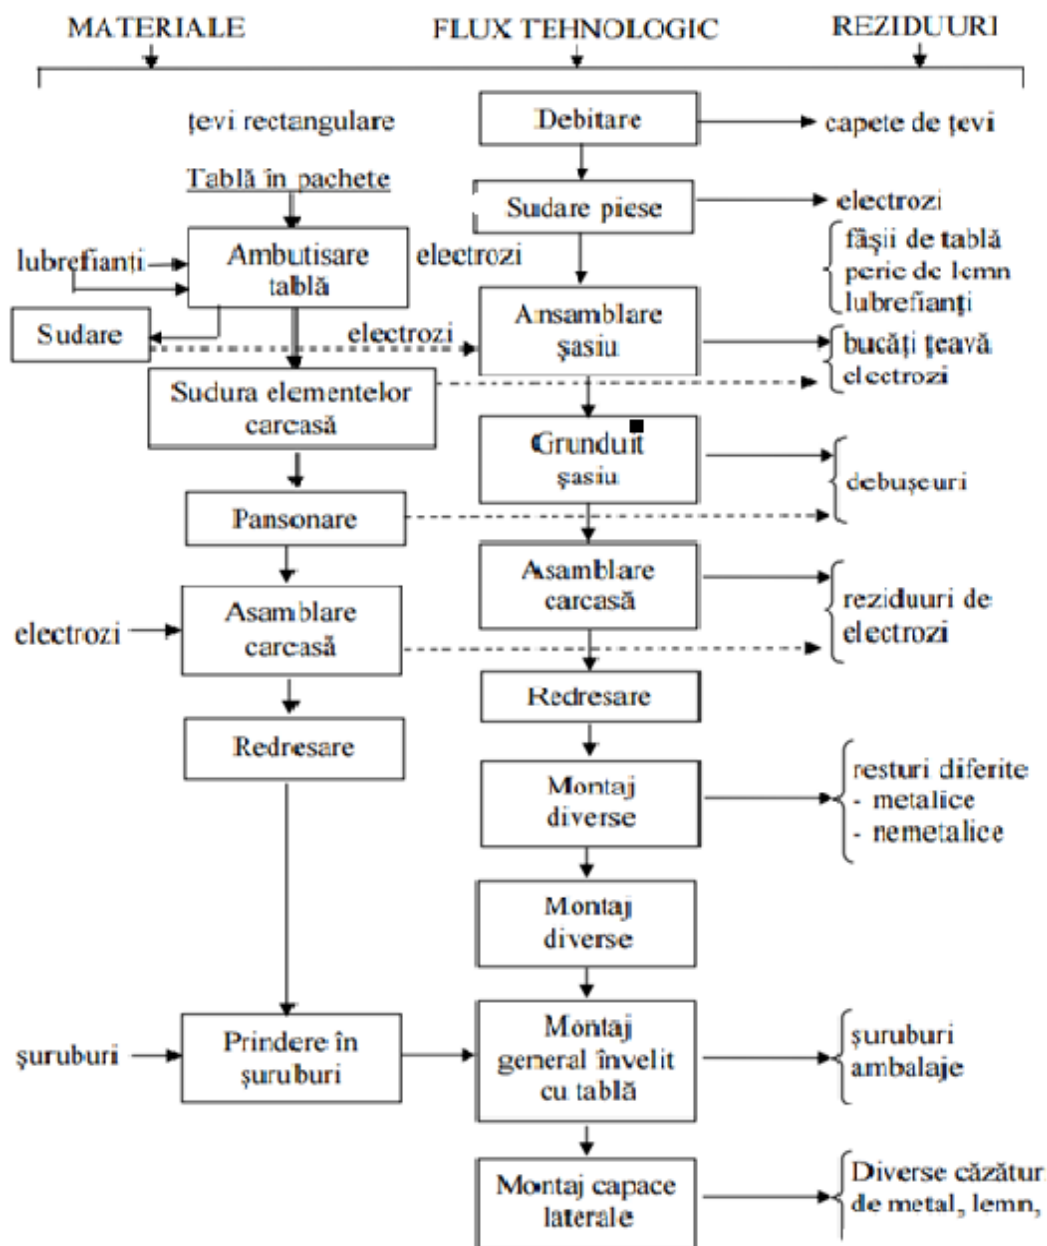 MATERIALE
FLUX TEHNOLOGIC
REZIDUURI
țevi rectangulare
Debitare
capete de țevi
Tablă în pachete
Sudare piese
electrozi
lubrefianți
Ambutisare
tablă
electrozi
fâșii de tablă
perie de lemn
lubrefianți
Sudare
electrozi
Ansamblare
șasiu
bucăți țeavă
electrozi
Sudura elementelor
carcasă
Grunduit
șasiu
debușeuri
Pansonare
Asamblare
carcasă
electrozi
Asamblare
carcasă
reziduuri de
electrozi
Redresare
Redresare
Montaj
diverse
resturi diferite
- metalice
- nemetalice
Montaj
diverse
șuruburi
Prindere în
șuruburi
Montaj
general învelit
cu tablă
șuruburi
ambalaje
Montaj capace
laterale
Diverse căzătur
de metal, lemn,